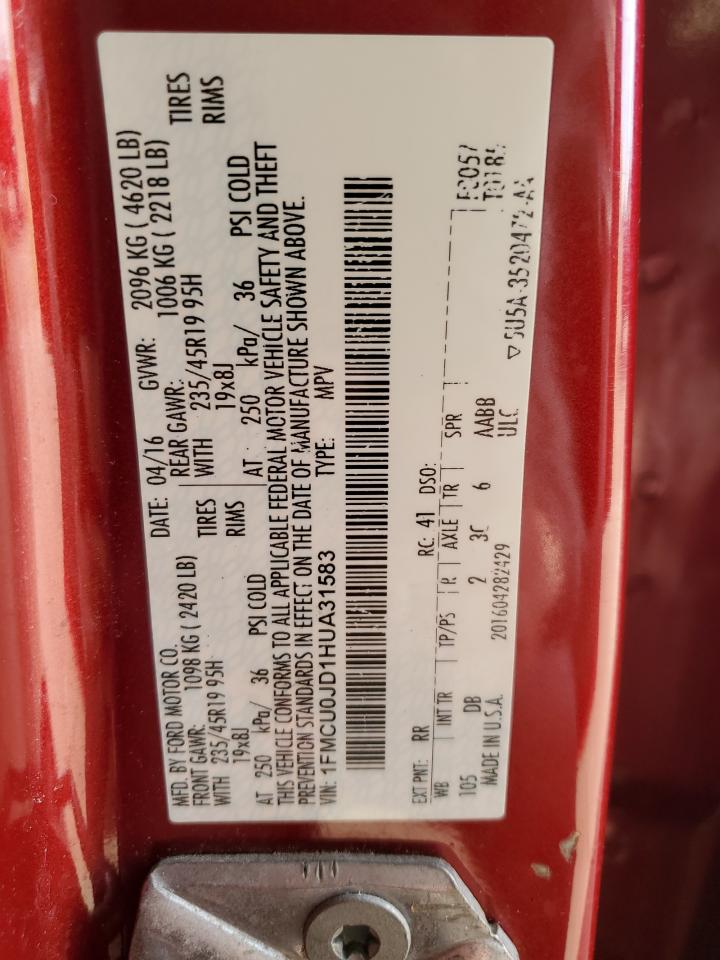 MFD. BY FORD MOTOR CO.
DATE: 04/16 GVWR: 2096 KG ( 4620 LB)
FRONT GAWR: 1098 KG ( 2420 LB)
REAR GAWR: 1006 KG ( 2218 LB)
WITH 235/45R19 95H TIRES
WITH 235/45R19 95H TIRES
19x8J RIMS
19x8J RIMS
AT 250 kPa/ 36 PSI COLD
AT 250 kPa/ 36 PSI COLD
THIS VEHICLE CONFORMS TO ALL APPLICABLE FEDERAL MOTOR VEHICLE SAFETY AND THEFT
PREVENTION STANDARDS IN EFFECT ON THE DATE OF MANUFACTURE SHOWN ABOVE.
VIN: 1FMCU0JD1HUA31583 TYPE: MPV
EXT PNT: RR RC: 41 DSO:
WB INT TR TP/PS R AXLE TR SPR
105 DB 2 6 AABB
MADE IN U.S.A. 201604282429